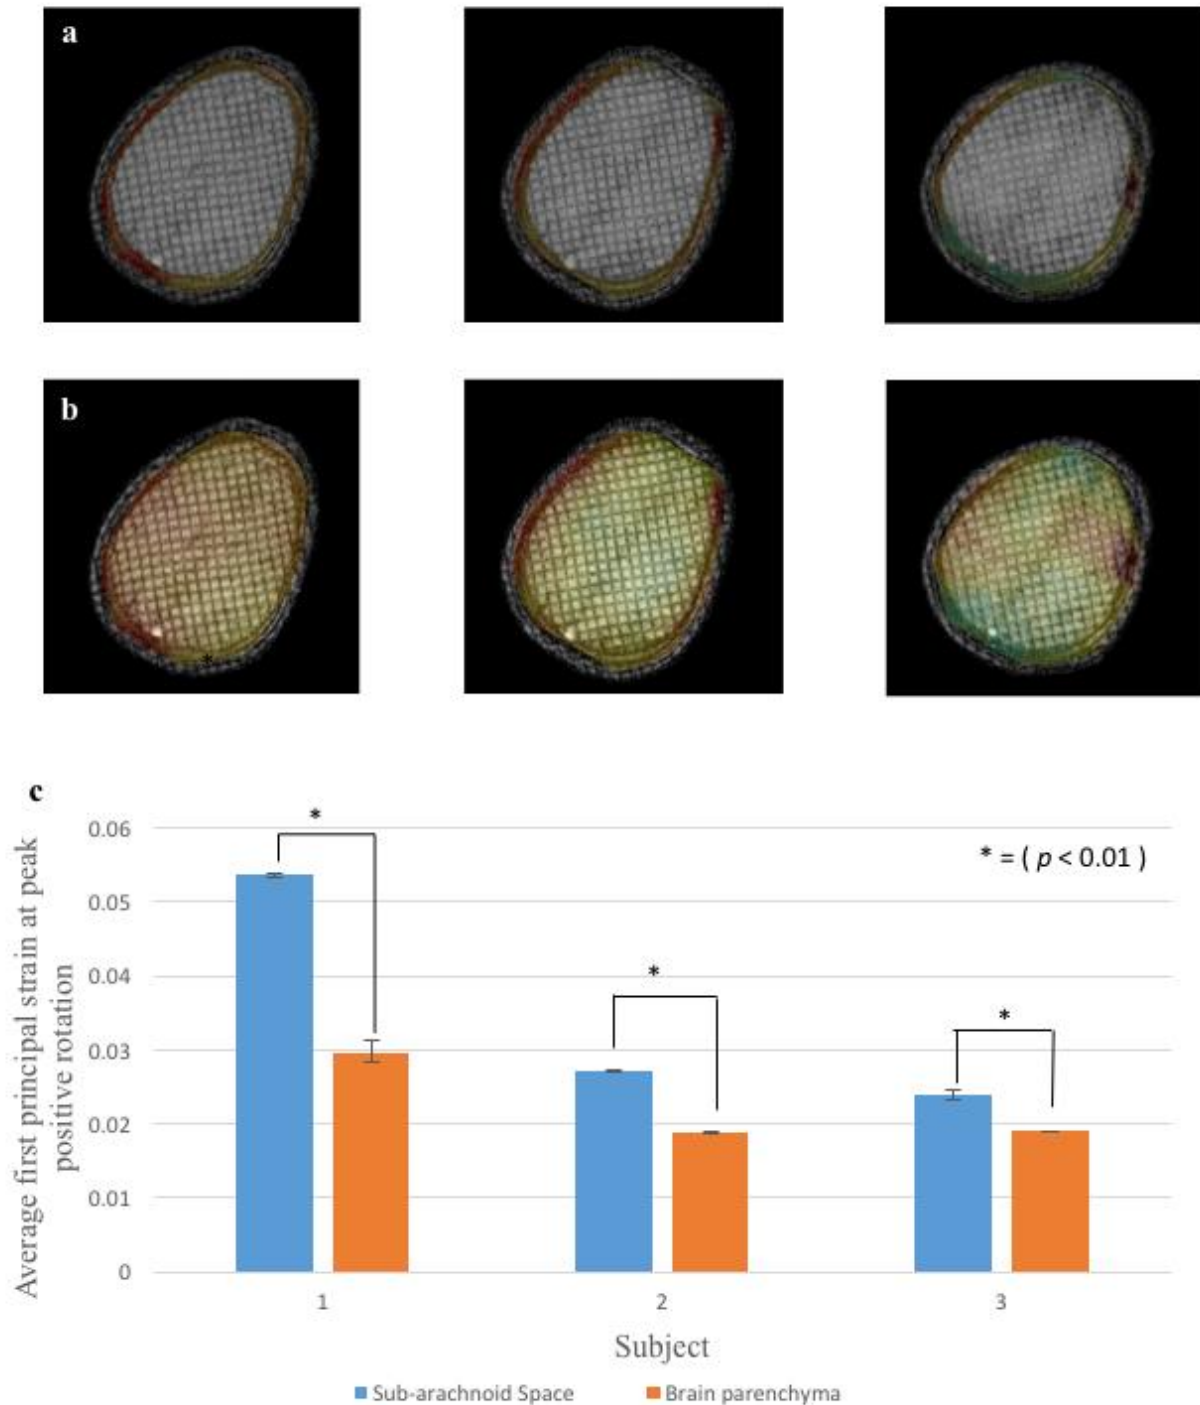 a
b
*
c
Average first principal strain at peak
positive rotation
0.06
0.05
0.04
0.03
0.02
0.01
0
*
*
*
* = ( p < 0.01 )
1
2
3
Subject
Sub-arachnoid Space
Brain parenchyma